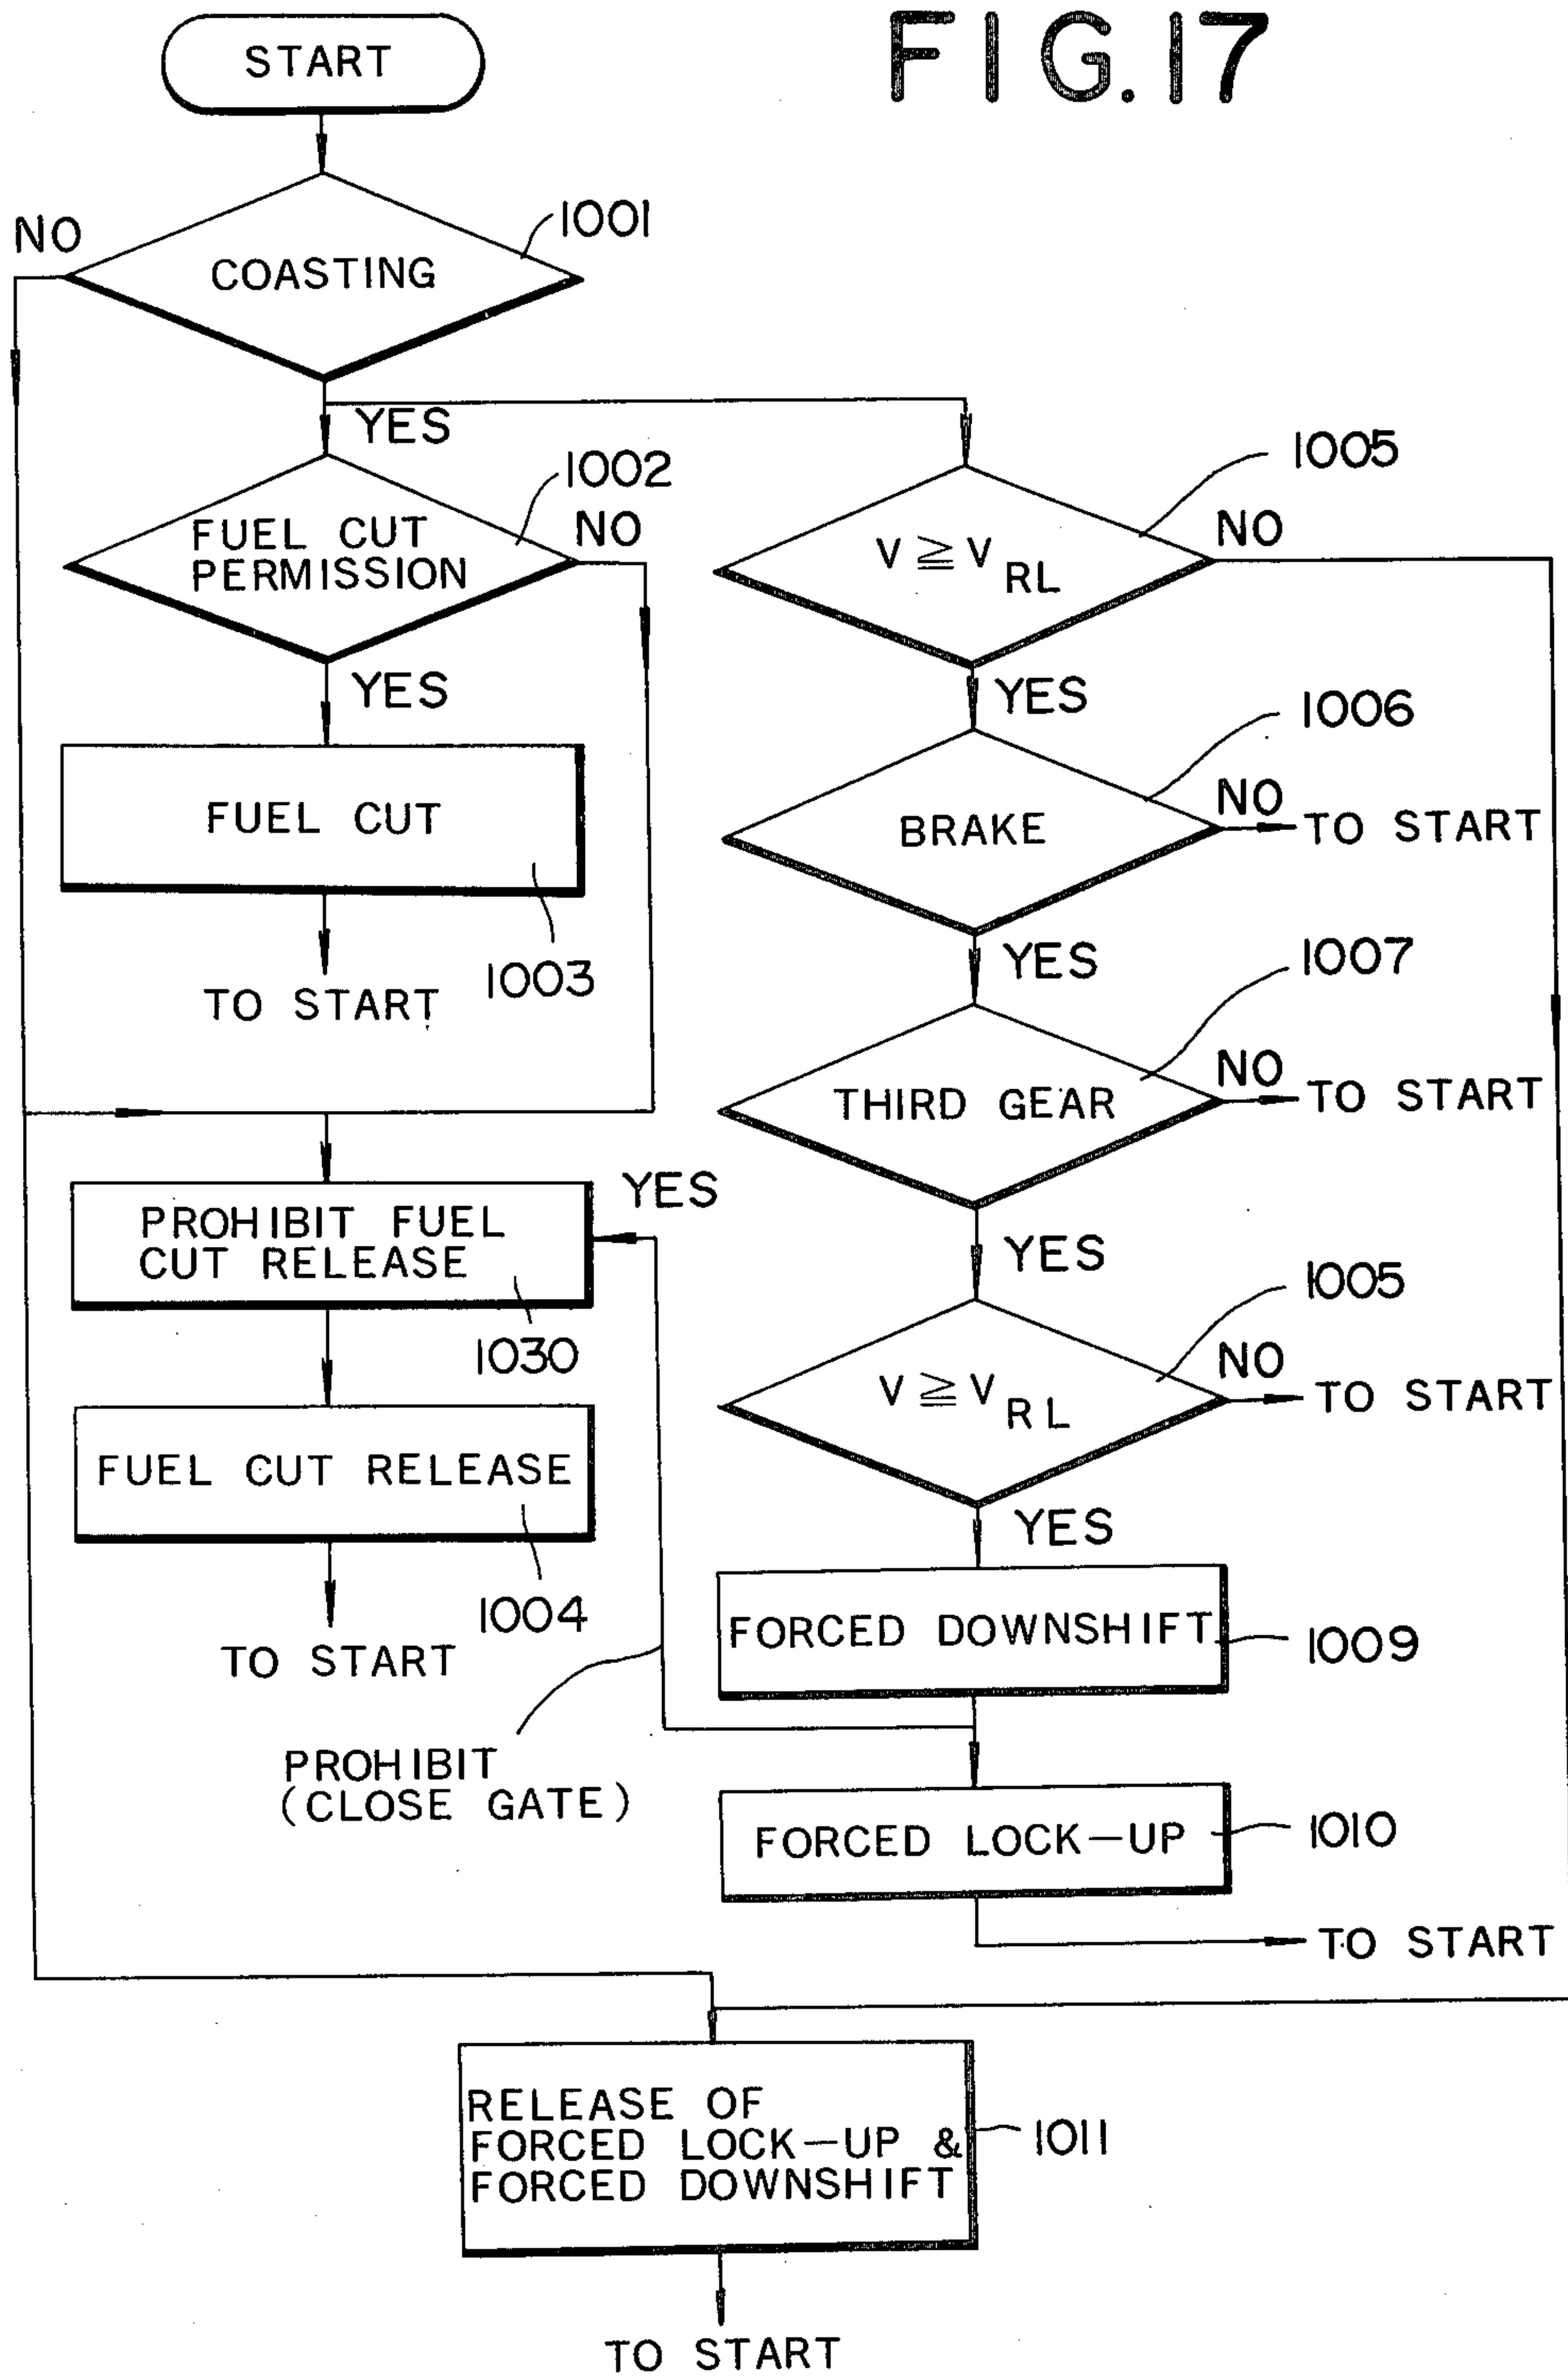 FIG.17
START
NO
1001
COASTING
YES
1002
FUEL CUT
PERMISSION
NO
YES
FUEL CUT
1003
TO START
1005
V ≧ V RL
NO
YES
1006
BRAKE
NO
TO START
YES
1007
THIRD GEAR
NO
TO START
YES
1005
V ≧ V RL
NO
TO START
YES
FORCED DOWNSHIFT
1009
YES
PROHIBIT FUEL
CUT RELEASE
1030
FUEL CUT RELEASE
1004
TO START
PROHIBIT
(CLOSE GATE)
FORCED LOCK-UP
1010
TO START
RELEASE OF
FORCED LOCK-UP &
FORCED DOWNSHIFT
1011
TO START